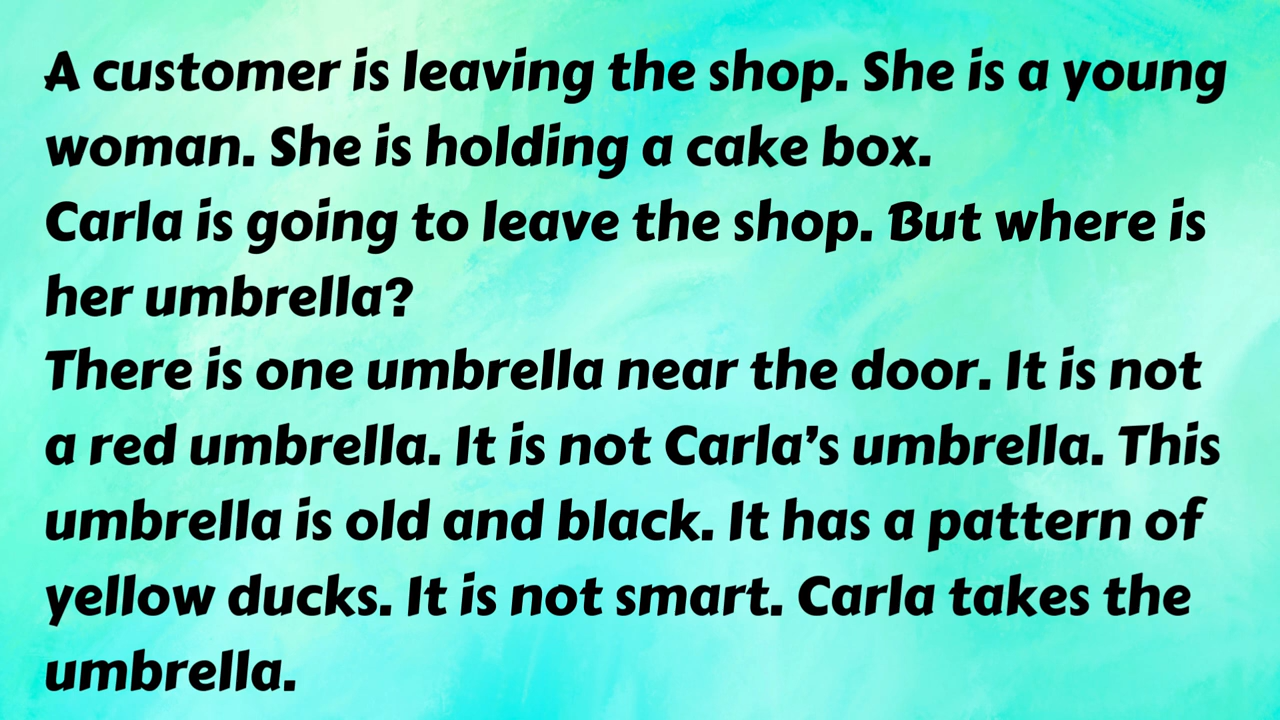 A customer is leaving the shop. She is a young
woman. She is holding a cake box.
Carla is going to leave the shop. But where is
her umbrella?
There is one umbrella near the door. It is not
a red umbrella. It is not Carla’s umbrella. This
umbrella is old and black. It has a pattern of
yellow ducks. It is not smart. Carla takes the
umbrella.